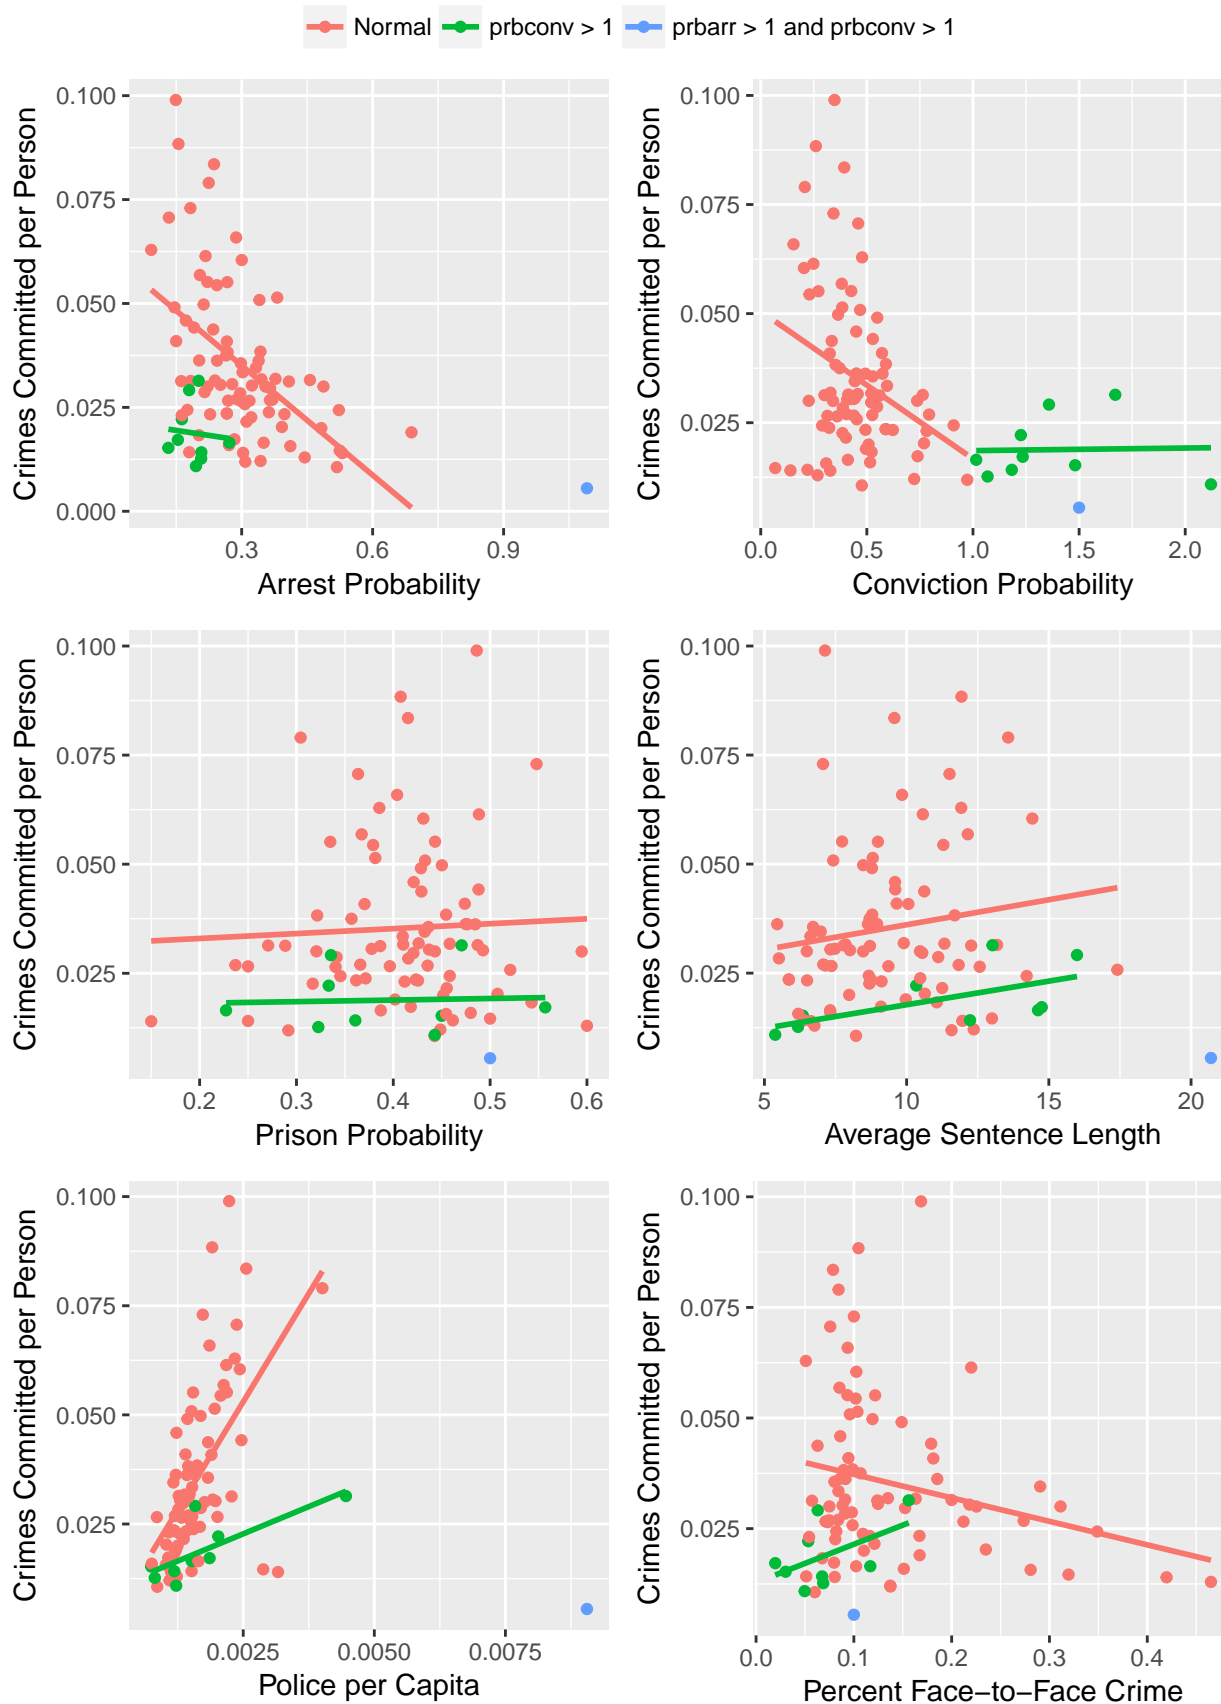 Normal prbconv > 1 prbarr > 1 and prbconv > 1
Crimes Committed per Person
0.100
0.075
0.050
0.025
0.000
0.3 0.6 0.9
Arrest Probability
Crimes Committed per Person
0.100
0.075
0.050
0.025
0.0 0.5 1.0 1.5 2.0
Conviction Probability
Crimes Committed per Person
0.100
0.075
0.050
0.025
0.2 0.3 0.4 0.5 0.6
Prison Probability
Crimes Committed per Person
0.100
0.075
0.050
0.025
5 10 15 20
Average Sentence Length
Crimes Committed per Person
0.100
0.075
0.050
0.025
0.0025 0.0050 0.0075
Police per Capita
Crimes Committed per Person
0.100
0.075
0.050
0.025
0.0 0.1 0.2 0.3 0.4
Percent Face−to−Face Crime